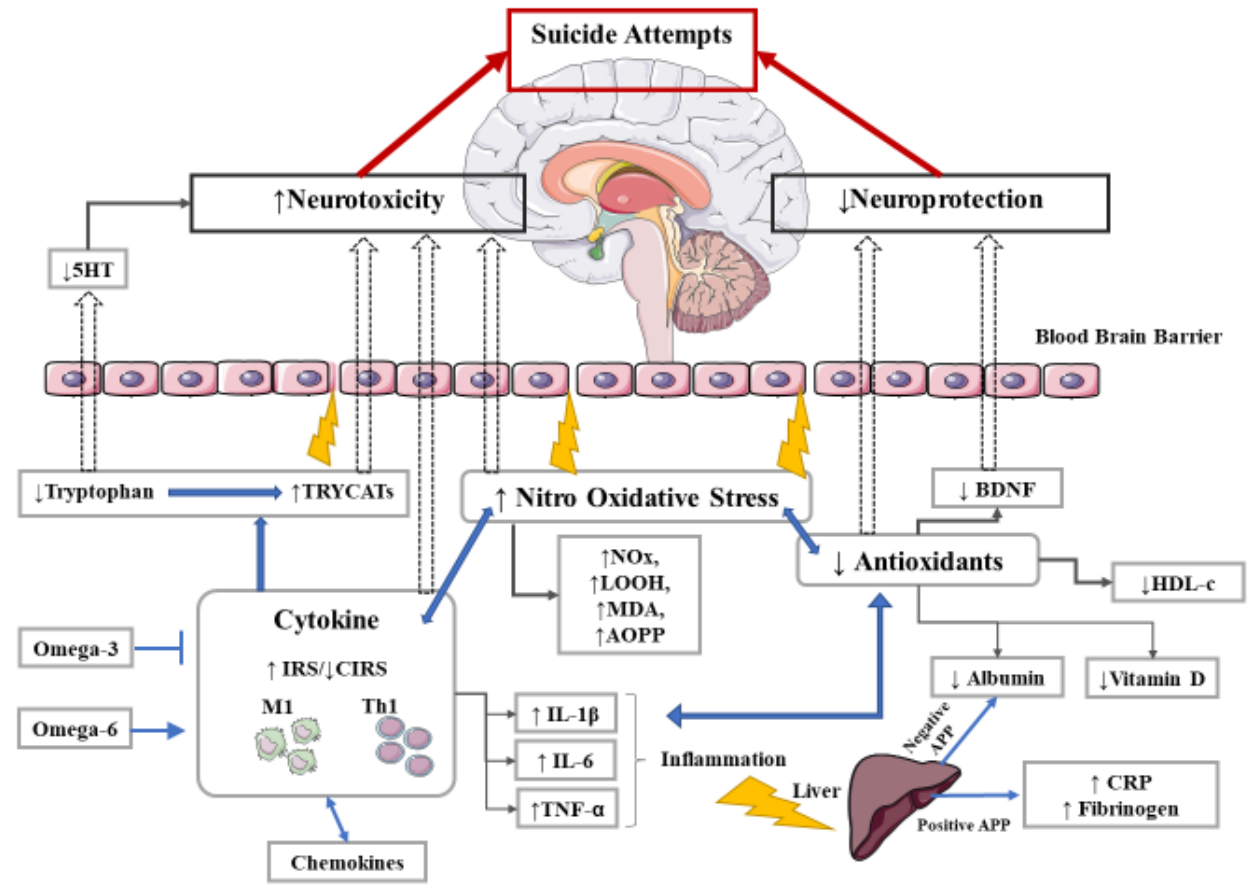 Suicide Attempts
↑Neurotoxicity
↓Neuroprotection
↓5HT
Blood Brain Barrier
↓Tryptophan
↑TRYCATs
↑ Nitro Oxidative Stress
↓ BDNF
↓ Antioxidants
↓HDL-c
↑NOx,
↑LOOH,
↑MDA,
↑AOPP
Cytokine
↑ IRS/↓CIRS
M1
Th1
Omega-3
Omega-6
↑ IL-1β
↑ IL-6
↑TNF-α
Inflammation
↓ Albumin
↓Vitamin D
Negative
APP
Liver
Positive APP
↑ CRP
↑ Fibrinogen
Chemokines